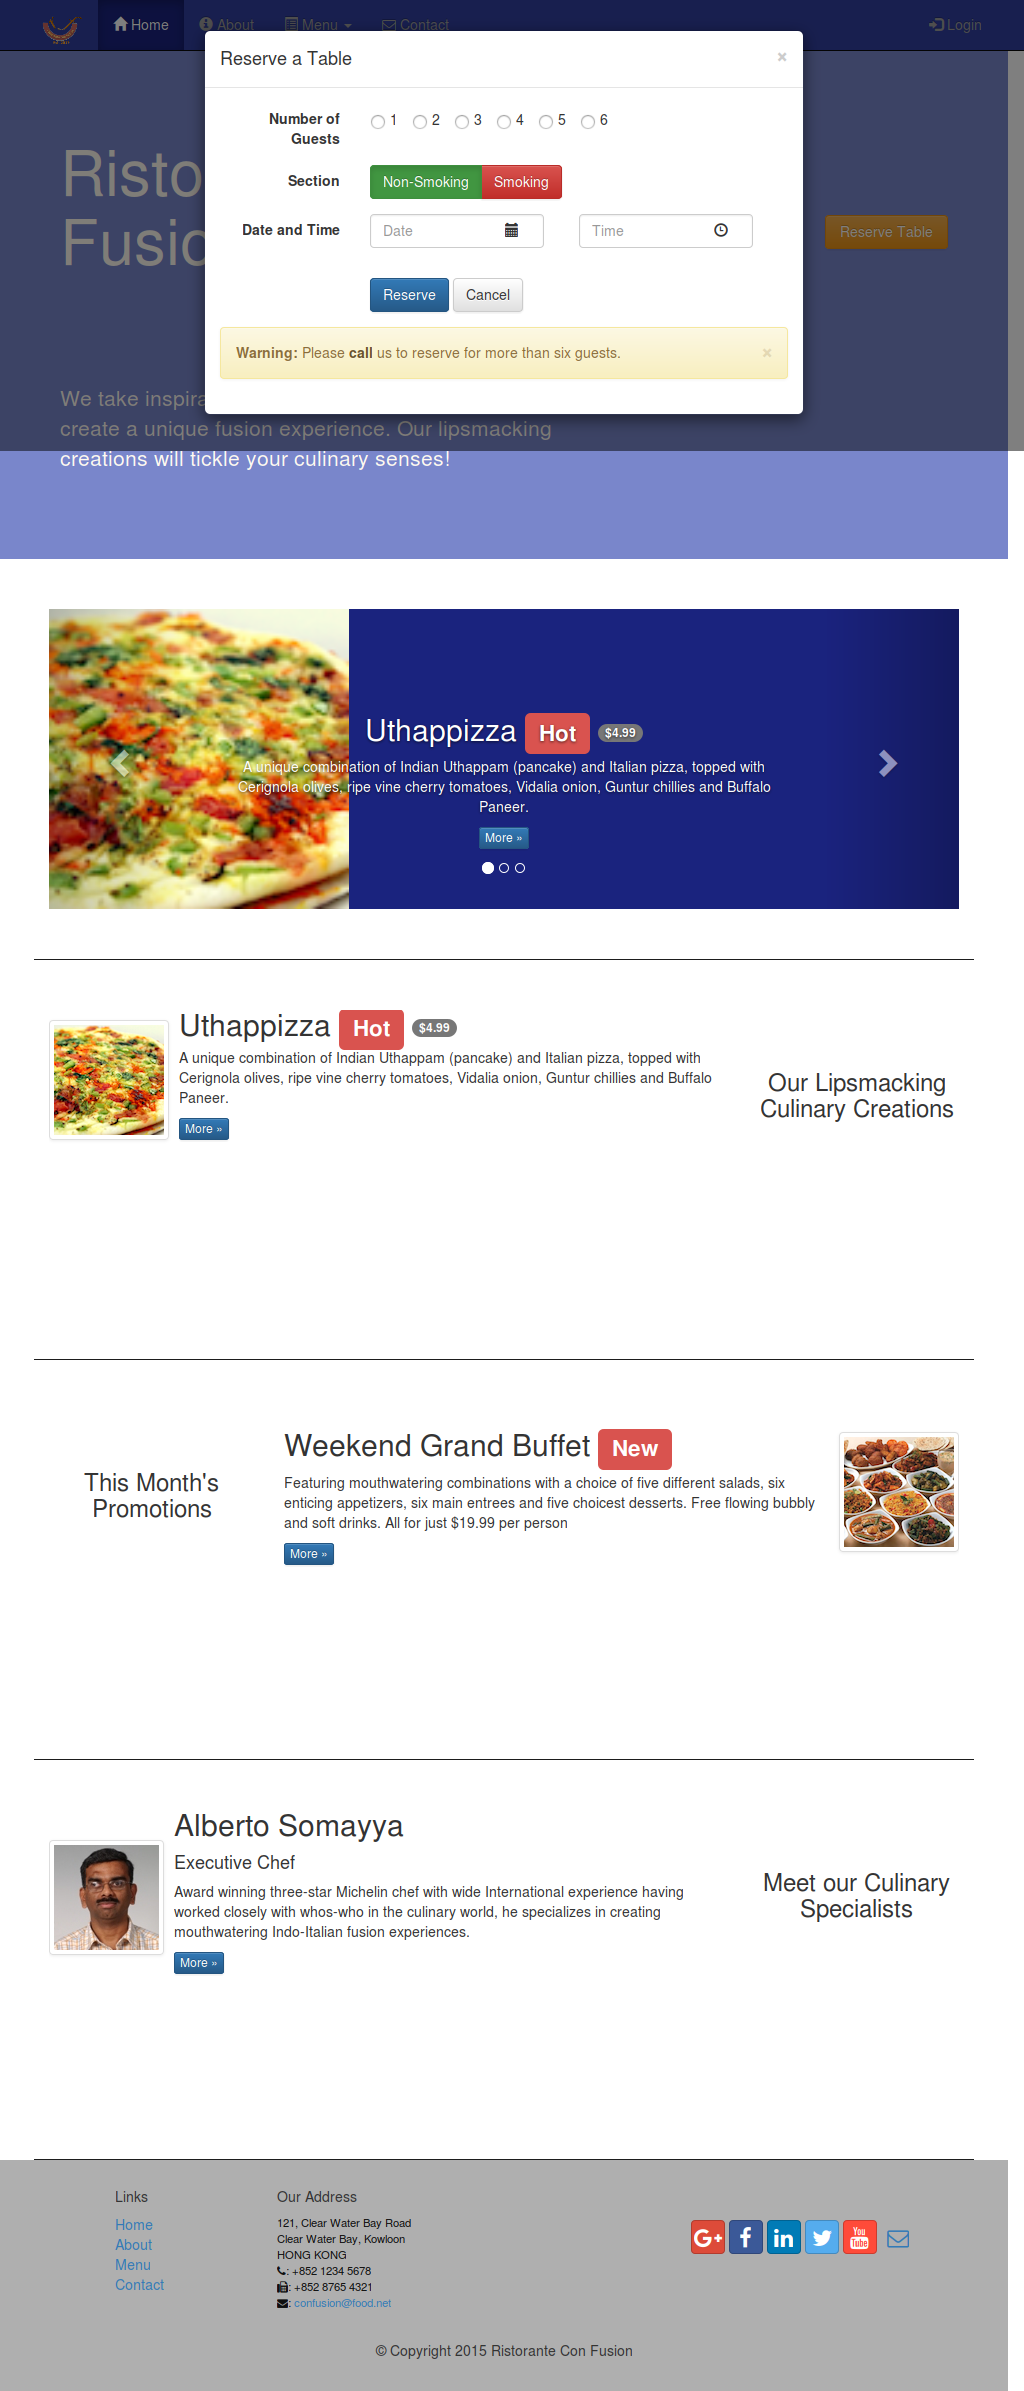 Home About Menu Contact Login
Reserve a Table ×
Number of Guests
1 2 3 4 5 6
Section
Non-Smoking Smoking
Date and Time Date Time
Reserve Cancel
Warning: Please call us to reserve for more than six guests. ×
Risto
Fusio
Reserve Table
We take inspira
create a unique fusion experience. Our lipsmacking
creations will tickle your culinary senses!
Uthappizza Hot $4.99
A unique combination of Indian Uthappam (pancake) and Italian pizza, topped with
Cerignola olives, ripe vine cherry tomatoes, Vidalia onion, Guntur chillies and Buffalo
Paneer.
More »
Uthappizza Hot $4.99
A unique combination of Indian Uthappam (pancake) and Italian pizza, topped with
Cerignola olives, ripe vine cherry tomatoes, Vidalia onion, Guntur chillies and Buffalo
Paneer.
More »
Our Lipsmacking
Culinary Creations
This Month's
Promotions
Weekend Grand Buffet New
Featuring mouthwatering combinations with a choice of five different salads, six
enticing appetizers, six main entrees and five choicest desserts. Free flowing bubbly
and soft drinks. All for just $19.99 per person
More »
Alberto Somayya
Executive Chef
Award winning three-star Michelin chef with wide International experience having
worked closely with whos-who in the culinary world, he specializes in creating
mouthwatering Indo-Italian fusion experiences.
More »
Meet our Culinary
Specialists
Links
Home
About
Menu
Contact
Our Address
121, Clear Water Bay Road
Clear Water Bay, Kowloon
HONG KONG
: +852 1234 5678
: +852 8765 4321
: confusion@food.net
G+ f in You Tube
© Copyright 2015 Ristorante Con Fusion